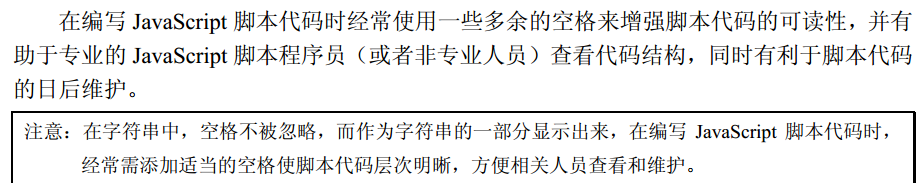 在编写 JavaScript 脚本代码时经常使用一些多余的空格来增强脚本代码的可读性，并有
助于专业的 JavaScript 脚本程序员（或者非专业人员）查看代码结构，同时有利于脚本代码
的日后维护。
注意：在字符串中，空格不被忽略，而作为字符串的一部分显示出来，在编写 JavaScript 脚本代码时，
经常需添加适当的空格使脚本代码层次明晰，方便相关人员查看和维护。